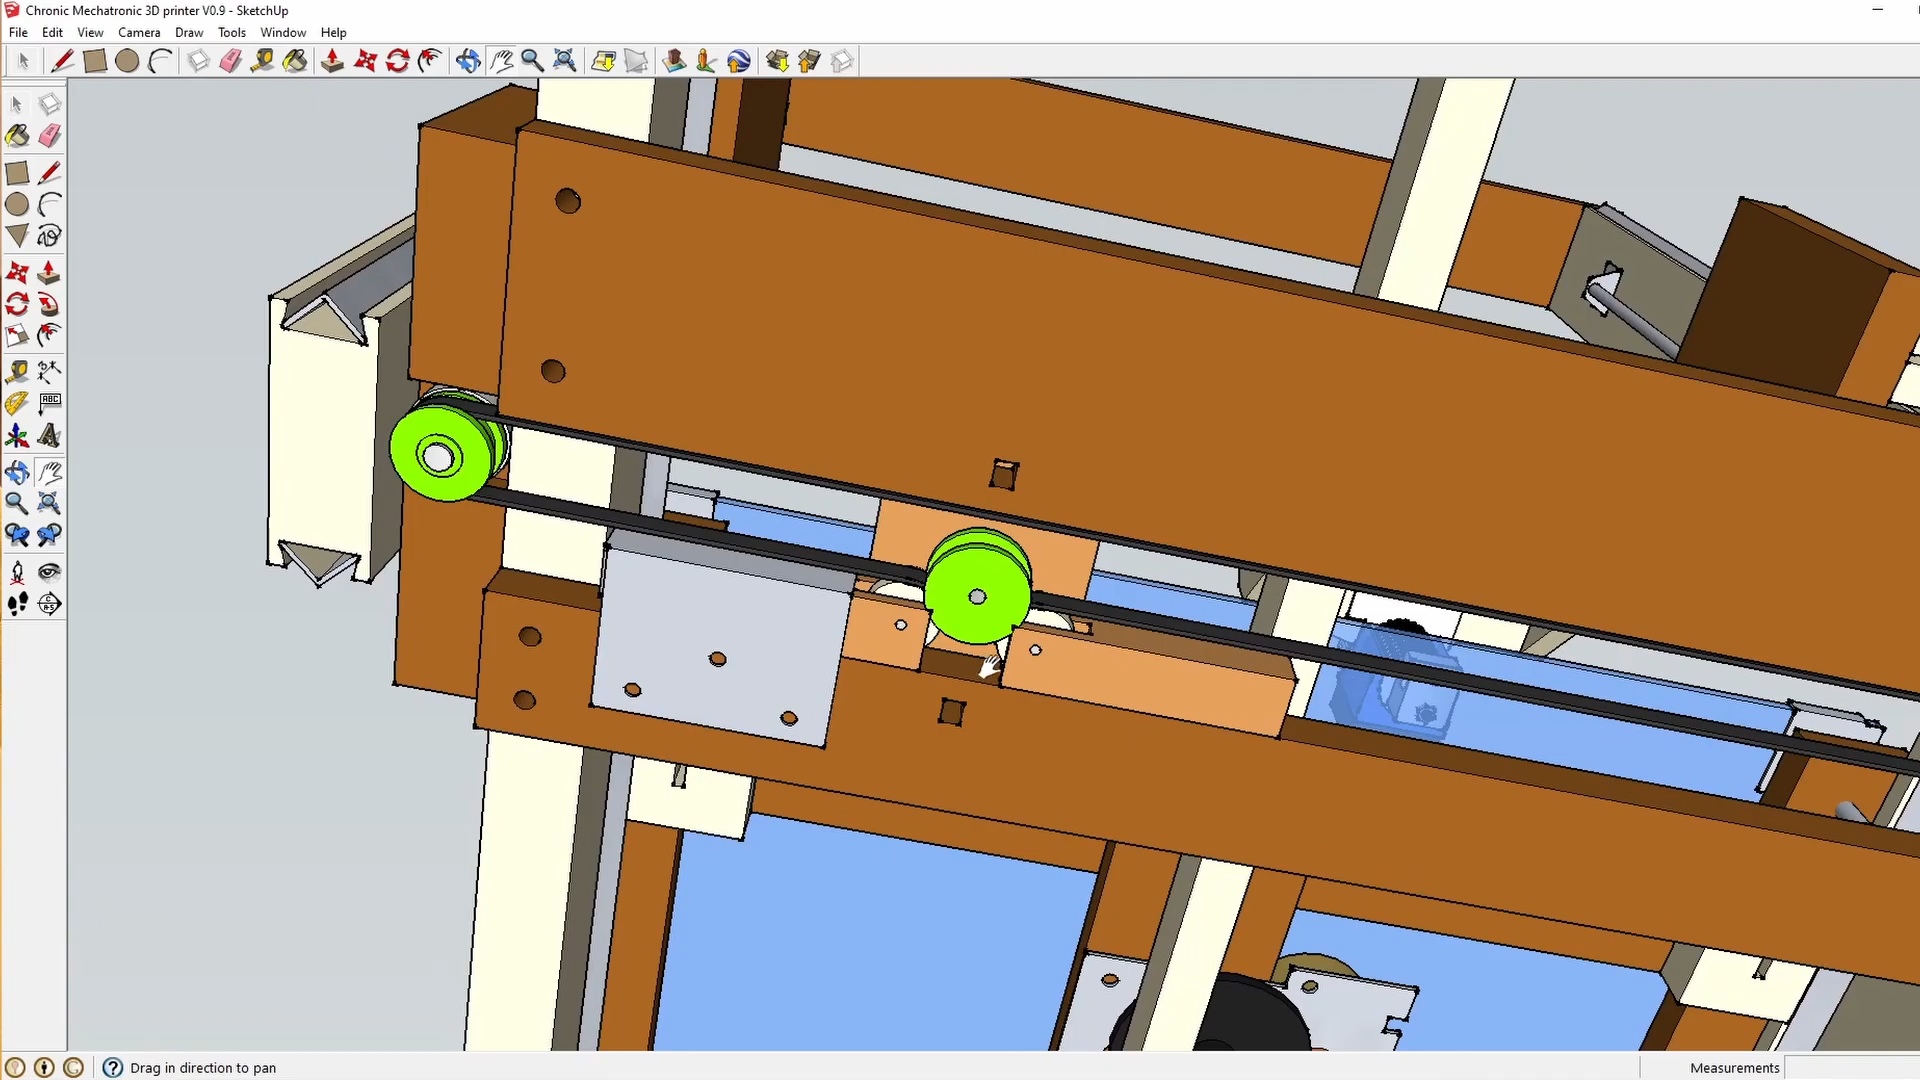 Chronic Mechatronic 3D printer V0.9 - SketchUp
File Edit View Camera Draw Tools Window Help
ABC
Drag in direction to pan
Measurements